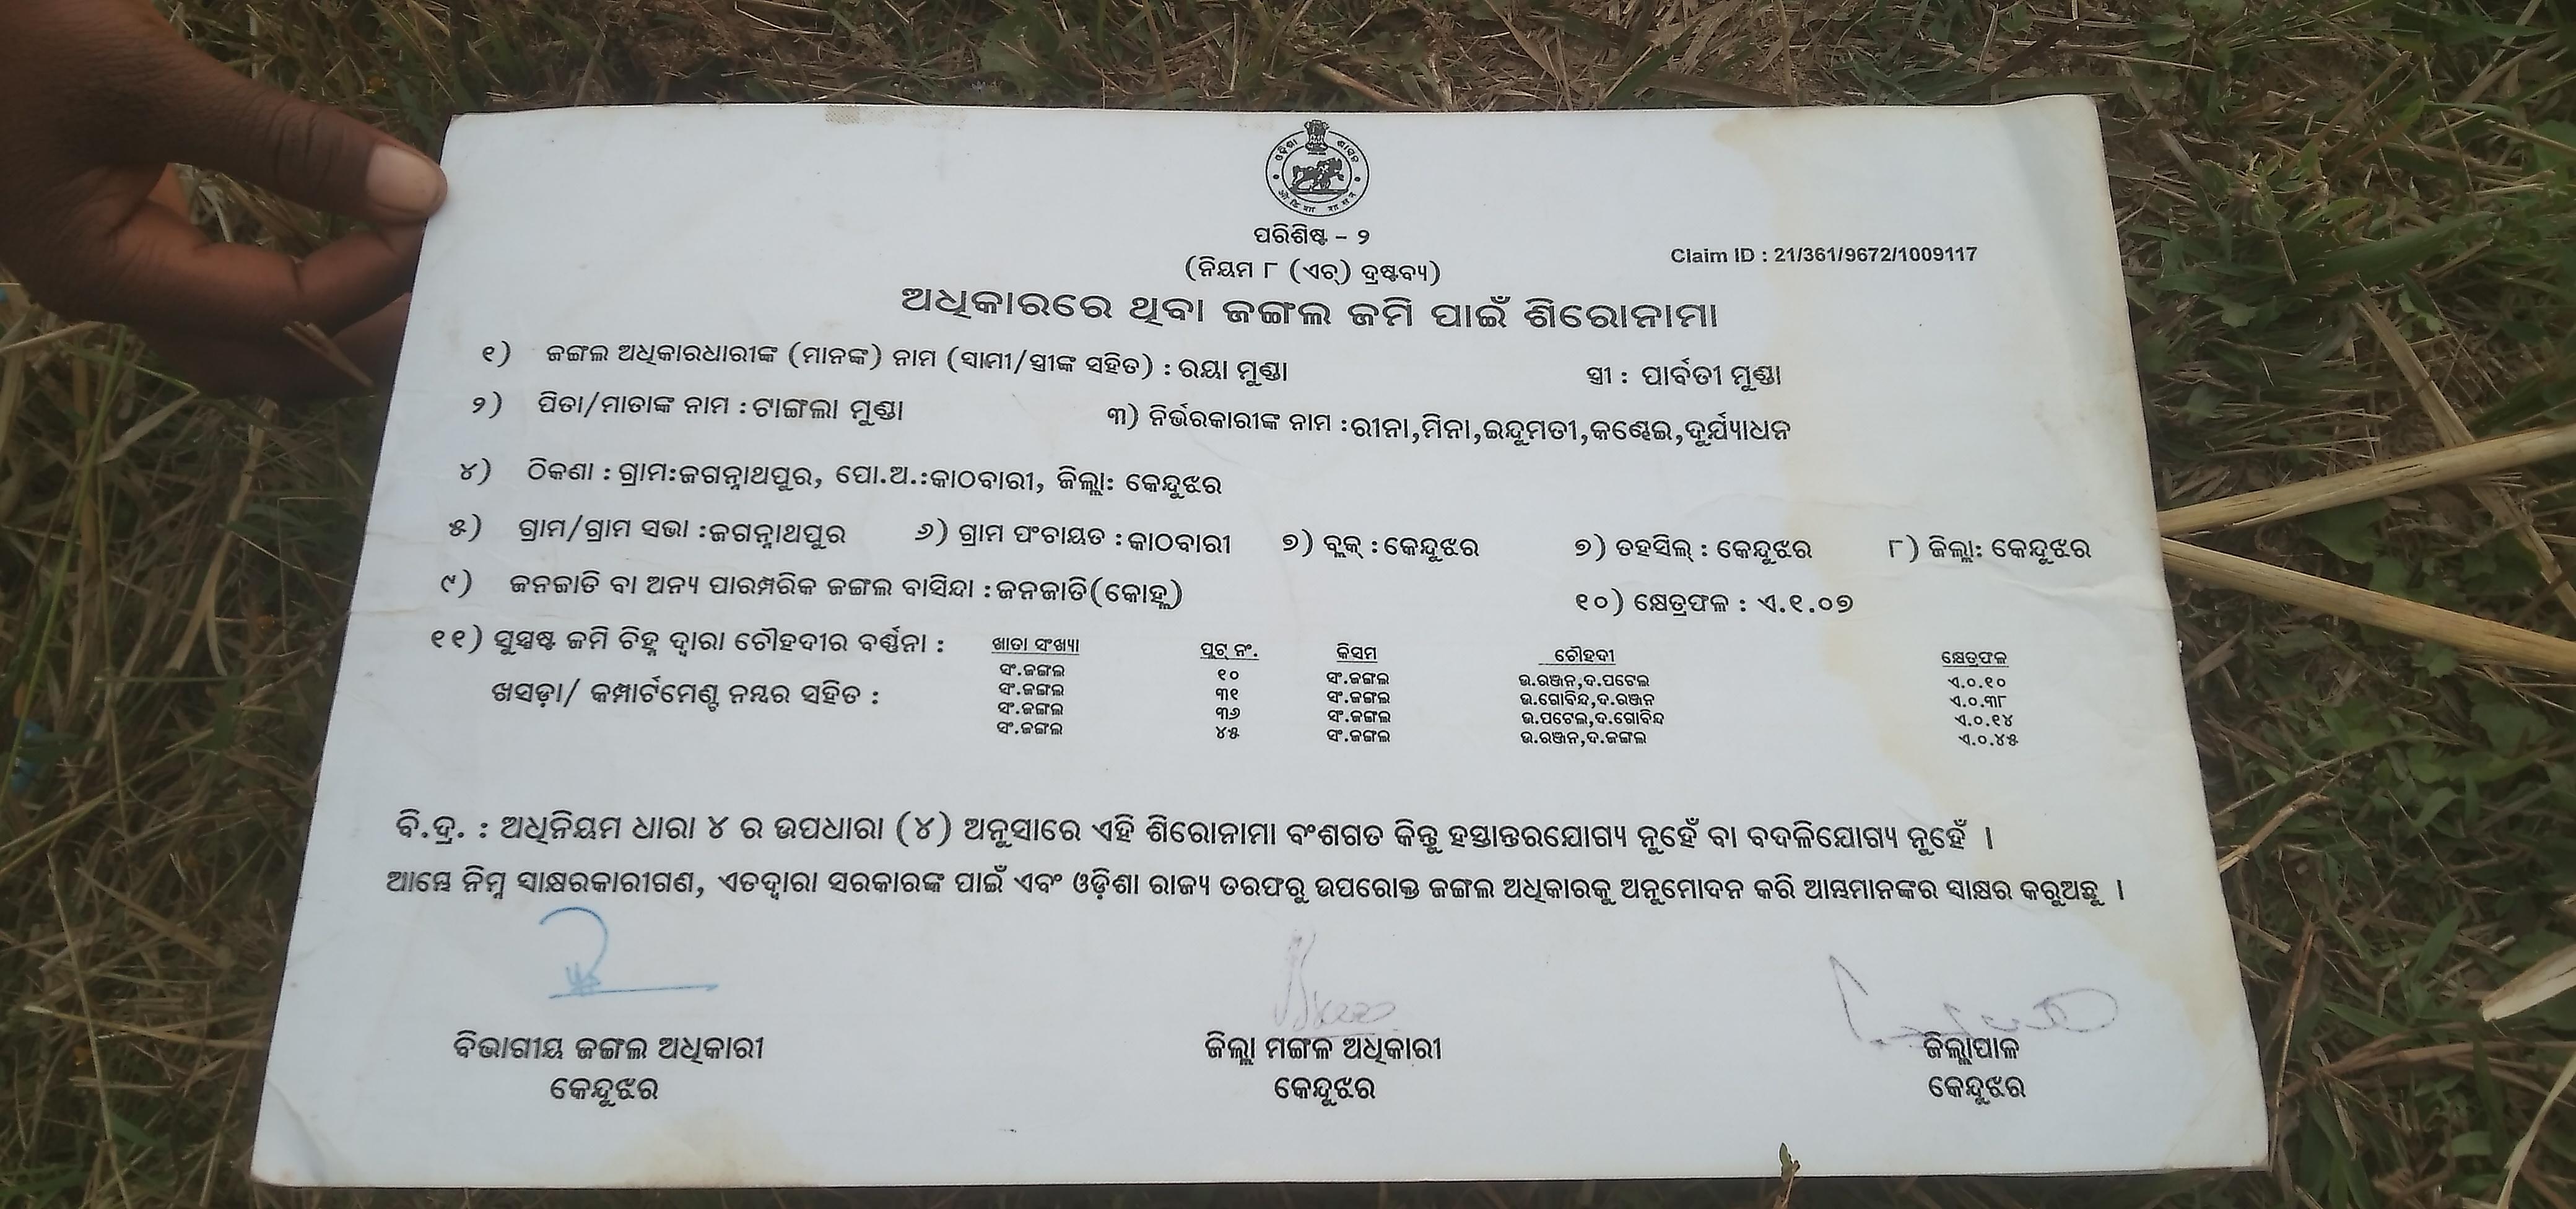 ଓଡ଼ିଶା ଶାସନ
ପରିଶିଷ୍ଟ – ୨
Claim ID : 21/361/9672/1009117
(ନିୟମ ୮ (ଏଚ୍) ଦ୍ରଷ୍ଟବ୍ୟ)
ଅଧିକାରରେ ଥିବା ଜଙ୍ଗଲ ଜମି ପାଇଁ ଶିରୋନାମା
୧) ଜଙ୍ଗଲ ଅଧିକାରଧାରୀଙ୍କ (ମାନଙ୍କ) ନାମ (ସ୍ଵାମୀ/ସ୍ତ୍ରୀଙ୍କ ସହିତ) : ରୟା ମୁଣ୍ଡା ସ୍ତ୍ରୀ : ପାର୍ବତୀ ମୁଣ୍ଡା
୨) ପିତା/ମାତାଙ୍କ ନାମ : ଟାଙ୍ଗଲା ମୁଣ୍ଡା ୩) ନିର୍ଭରକାରୀଙ୍କ ନାମ : ରୀନା,ମିନା,ଇନ୍ଦୁମତୀ,କଣ୍ଢେଇ,ଦୁର୍ଯ୍ୟାଧନ
୪) ଠିକଣା : ଗ୍ରାମ:ଜଗନ୍ନାଥପୁର, ପୋ.ଅ.:କାଠବାରୀ, ଜିଲ୍ଲା: କେନ୍ଦୁଝର
୫) ଗ୍ରାମ/ଗ୍ରାମ ସଭା :ଜଗନ୍ନାଥପୁର ୬) ଗ୍ରାମ ପଂଚାୟତ : କାଠବାରୀ ୭) ବ୍ଲକ୍ : କେନ୍ଦୁଝର ୭) ତହସିଲ୍ : କେନ୍ଦୁଝର ୮) ଜିଲ୍ଲା: କେନ୍ଦୁଝର
୯) ଜନଜାତି ବା ଅନ୍ୟ ପାରମ୍ପରିକ ଜଙ୍ଗଲ ବାସିନ୍ଦା : ଜନଜାତି(କୋହ୍ଲ) ୧୦) କ୍ଷେତ୍ରଫଳ : ଏ.୧.୦୭
୧୧) ସୁସ୍ପଷ୍ଟ ଜମି ଚିହ୍ନ ଦ୍ୱାରା ଚୌହଦୀର ବର୍ଣ୍ଣନା :
ଖସଡ଼ା/ କମ୍ପାର୍ଟମେଣ୍ଟ ନମ୍ବର ସହିତ :
ଖାତା ସଂଖ୍ୟା ପ୍ଲଟ୍ ନଂ. କିସମ ଚୌହଦୀ କ୍ଷେତ୍ରଫଳ
ସଂ.ଜଙ୍ଗଲ ୧୦ ସଂ.ଜଙ୍ଗଲ ଉ.ରଞ୍ଜନ,ଦ.ପଟେଲ ଏ.୦.୧୦
ସଂ.ଜଙ୍ଗଲ ୩୧ ସଂ.ଜଙ୍ଗଲ ଉ.ଗୋବିନ୍ଦ,ଦ.ରଞ୍ଜନ ଏ.୦.୩୮
ସଂ.ଜଙ୍ଗଲ ୩୬ ସଂ.ଜଙ୍ଗଲ ଉ.ପଟେଲ,ଦ.ଗୋବିନ୍ଦ ଏ.୦.୧୪
ସଂ.ଜଙ୍ଗଲ ୪୫ ସଂ.ଜଙ୍ଗଲ ଉ.ରଞ୍ଜନ,ଦ.ଜଙ୍ଗଲ ଏ.୦.୪୫
ବି.ଦ୍ର. : ଅଧିନିୟମ ଧାରା ୪ ର ଉପଧାରା (୪) ଅନୁସାରେ ଏହି ଶିରୋନାମା ବଂଶଗତ କିନ୍ତୁ ହସ୍ତାନ୍ତରଯୋଗ୍ୟ ନୁହେଁ ବା ବଦଳିଯୋଗ୍ୟ ନୁହେଁ ।
ଆମ୍ଭେ ନିମ୍ନ ସ୍ୱାକ୍ଷରକାରୀଗଣ, ଏତଦ୍ୱାରା ସରକାରଙ୍କ ପାଇଁ ଏବଂ ଓଡ଼ିଶା ରାଜ୍ୟ ତରଫରୁ ଉପରୋକ୍ତ ଜଙ୍ଗଲ ଅଧିକାରକୁ ଅନୁମୋଦନ କରି ଆମ୍ଭମାନଙ୍କର ସ୍ୱାକ୍ଷର କରୁଅଛୁ ।
ବିଭାଗୀୟ ଜଙ୍ଗଲ ଅଧିକାରୀ ଜିଲ୍ଲା ମଙ୍ଗଳ ଅଧିକାରୀ ଜିଲ୍ଲାପାଳ
କେନ୍ଦୁଝର କେନ୍ଦୁଝର କେନ୍ଦୁଝର